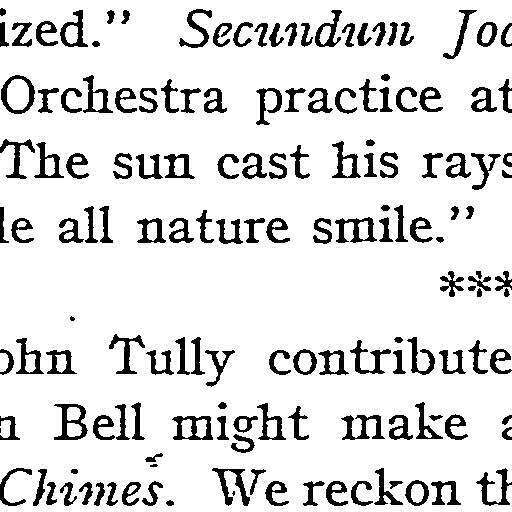 ized.” Secundum Joc
Orchestra practice at
The sun cast his rays
le all nature smile.”
***
ohn Tully contribute
n Bell might make a
Chimes. We reckon th